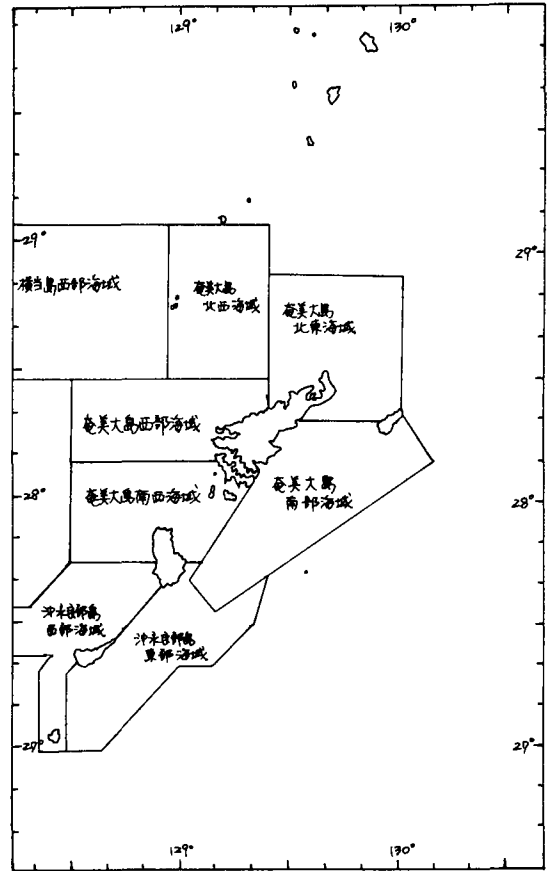 129°
130°
29°
29°
横当島西部海域
奄美大島
北西海域
奄美大島
北東海域
奄美大島西部海域
奄美大島南西海域
奄美大島
南部海域
28°
28°
沖永良部島
西部海域
沖永良部島
東部海域
27°
27°
129°
130°